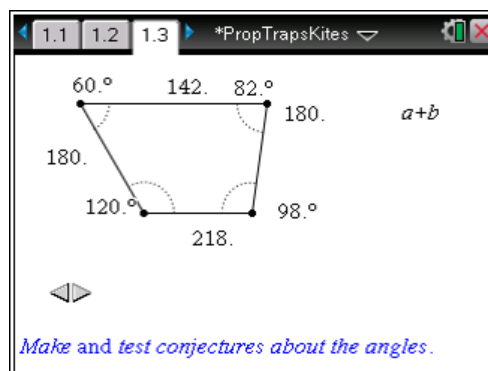 1.1 1.2 1.3 *PropTrapsKites
60.º 142. 82.º
180. a+b
180.
120.º 98.º
218.
Make and test conjectures about the angles.